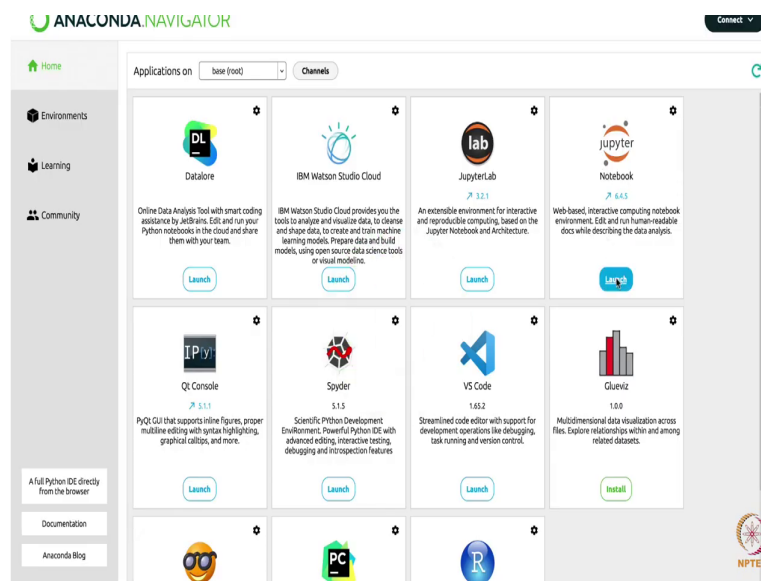 ANACONDA.NAVIGATOR
Connect
Home
Applications on
base (root)
Channels
Environments
Learning
Community
DL
Datalore
Online Data Analysis Tool with smart coding
assistance by JetBrains. Edit and run your
Python notebooks in the cloud and share
them with your team.
Launch
IBM Watson Studio Cloud
IBM Watson Studio Cloud provides you the
tools to analyze and visualize data, to cleanse
and shape data, to create and train machine
learning models. Prepare data and build
models, using open source data science tools
or visual modeling.
Launch
lab
JupyterLab
3.2.1
An extensible environment for interactive
and reproducible computing, based on the
Jupyter Notebook and Architecture.
Launch
jupyter
Notebook
6.4.5
Web-based, interactive computing notebook
environment. Edit and run human-readable
docs while describing the data analysis.
Launch
IP[y]:
Qt Console
5.1.1
PyQt GUI that supports inline figures, proper
multiline editing with syntax highlighting,
graphical calltips, and more.
Launch
Spyder
5.1.5
Scientific PYthon Development
EnviRonment. Powerful Python IDE with
advanced editing, interactive testing,
debugging and introspection features
Launch
VS Code
1.65.2
Streamlined code editor with support for
development operations like debugging,
task running and version control.
Launch
Glueviz
1.0.0
Multidimensional data visualization across
files. Explore relationships within and among
related datasets.
Install
A full Python IDE directly
from the browser
Documentation
Anaconda Blog
PC
R
NPTE